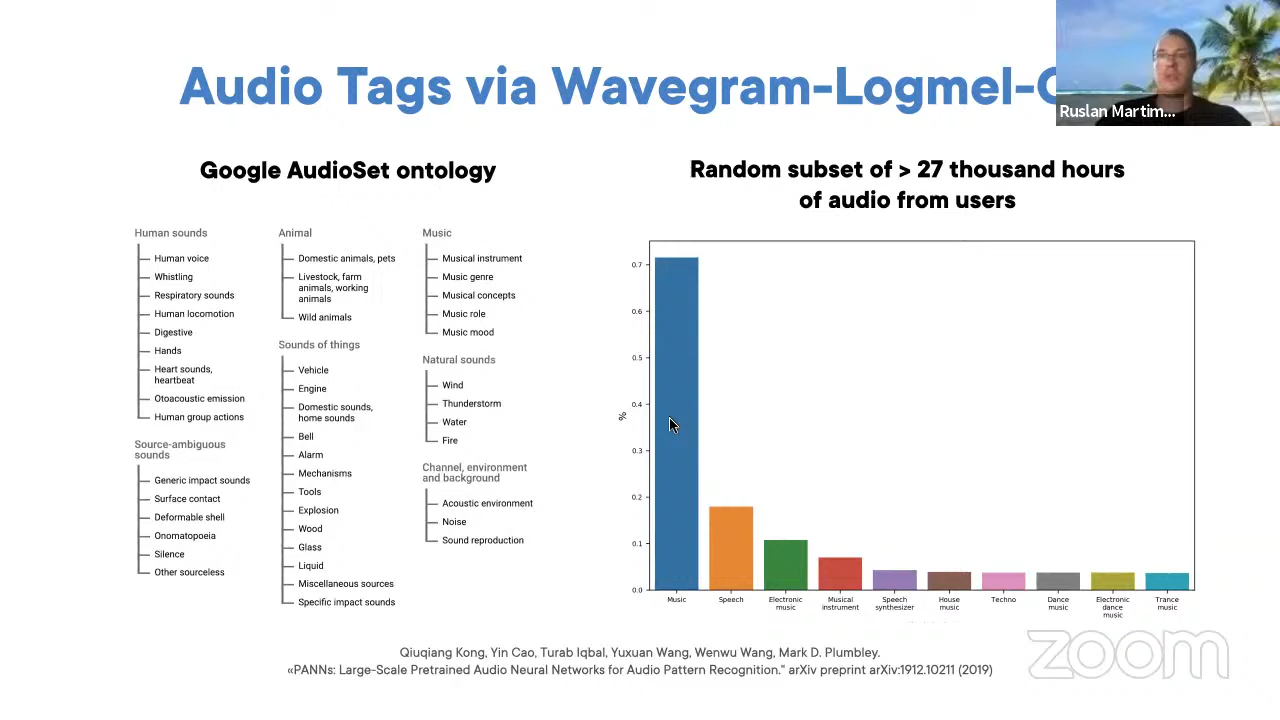 Audio Tags via Wavegram-Logmel-C
Ruslan Martim...
Google AudioSet ontology
Random subset of > 27 thousand hours
of audio from users
Human sounds
Human voice
Whistling
Respiratory sounds
Human locomotion
Digestive
Hands
Heart sounds,
heartbeat
Otoacoustic emission
Human group actions
Source-ambiguous
sounds
Generic impact sounds
Surface contact
Deformable shell
Onomatopoeia
Silence
Other sourceless
Animal
Domestic animals, pets
Livestock, farm
animals, working
animals
Wild animals
Sounds of things
Vehicle
Engine
Domestic sounds,
home sounds
Bell
Alarm
Mechanisms
Tools
Explosion
Wood
Glass
Liquid
Miscellaneous sources
Specific impact sounds
Music
Musical instrument
Music genre
Musical concepts
Music role
Music mood
Natural sounds
Wind
Thunderstorm
Water
Fire
Channel, environment
and background
Acoustic environment
Noise
Sound reproduction
%
0.7
0.6
0.5
0.4
0.3
0.2
0.1
0.0
Music
Speech
Electronic
music
Musical
instrument
Speech
synthesizer
House
music
Techno
Dance
music
Electronic
dance
music
Trance
music
Qiuqiang Kong, Yin Cao, Turab Iqbal, Yuxuan Wang, Wenwu Wang, Mark D. Plumbley.
«PANNs: Large-Scale Pretrained Audio Neural Networks for Audio Pattern Recognition." arXiv preprint arXiv:1912.10211 (2019)
zoom